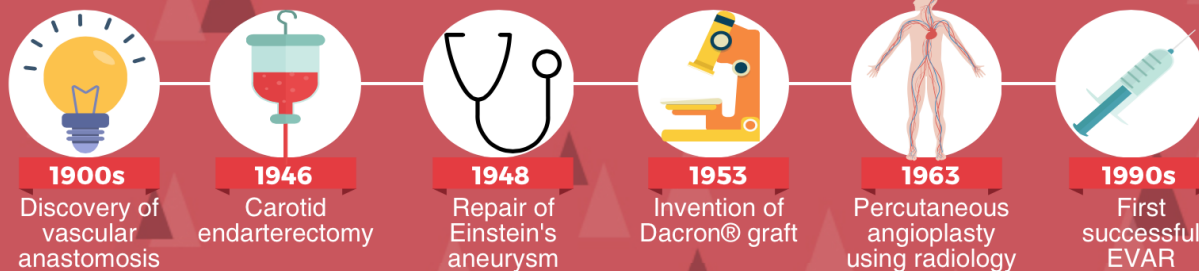 1900s
Discovery of
vascular
anastomosis
1946
Carotid
endarterectomy
1948
Repair of
Einstein's
aneurysm
1953
Invention of
Dacron® graft
1963
Percutaneous
angioplasty
using radiology
1990s
First
successful
EVAR